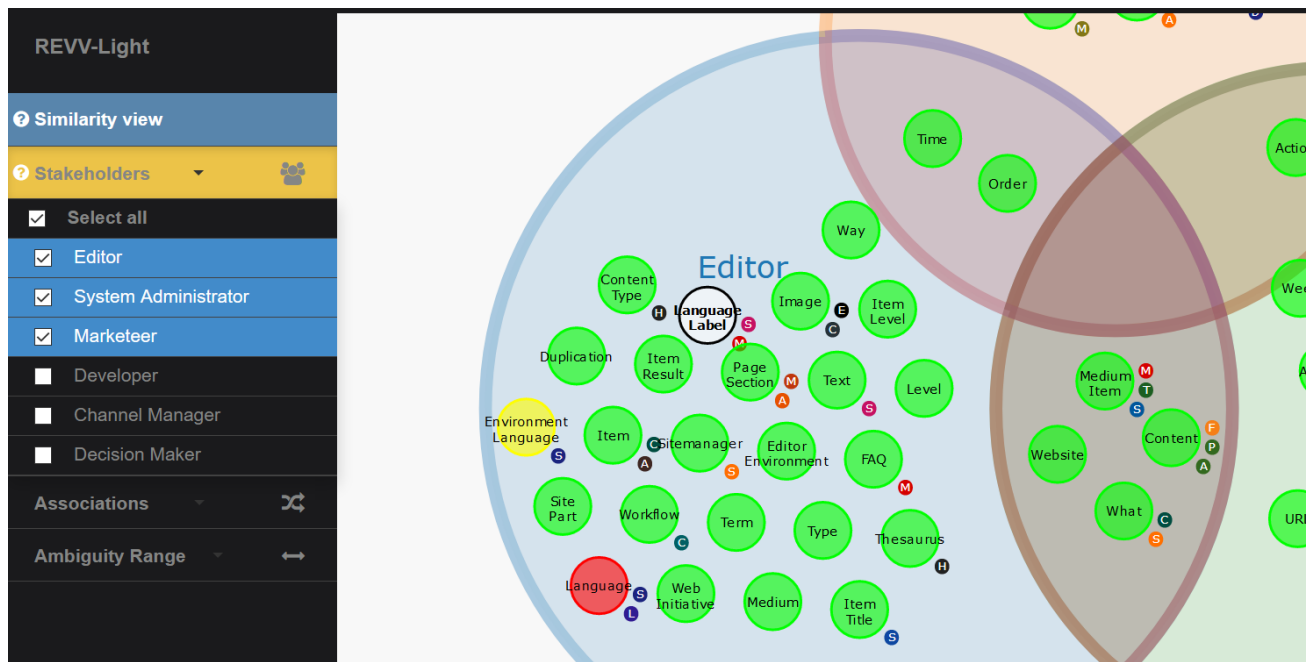 REVV-Light
Similarity view
Stakeholders
Select all
Editor
System Administrator
Marketeer
Developer
Channel Manager
Decision Maker
Associations
Ambiguity Range
M
A
Time
Order
Actio
Way
Editor
Content
Type
H
Language
Label
S
M
Image
E
C
Item
Level
Wee
Duplication
Item
Result
Page
Section
M
A
Text
S
Level
Medium
Item
M
T
S
Environment
Language
S
Item
C
A
Sitemanager
S
Editor
Environment
FAQ
M
Website
Content
F
P
A
Site
Part
Workflow
C
Term
Type
Thesaurus
H
What
C
S
URL
Language
S
L
Web
Initiative
Medium
Item
Title
S